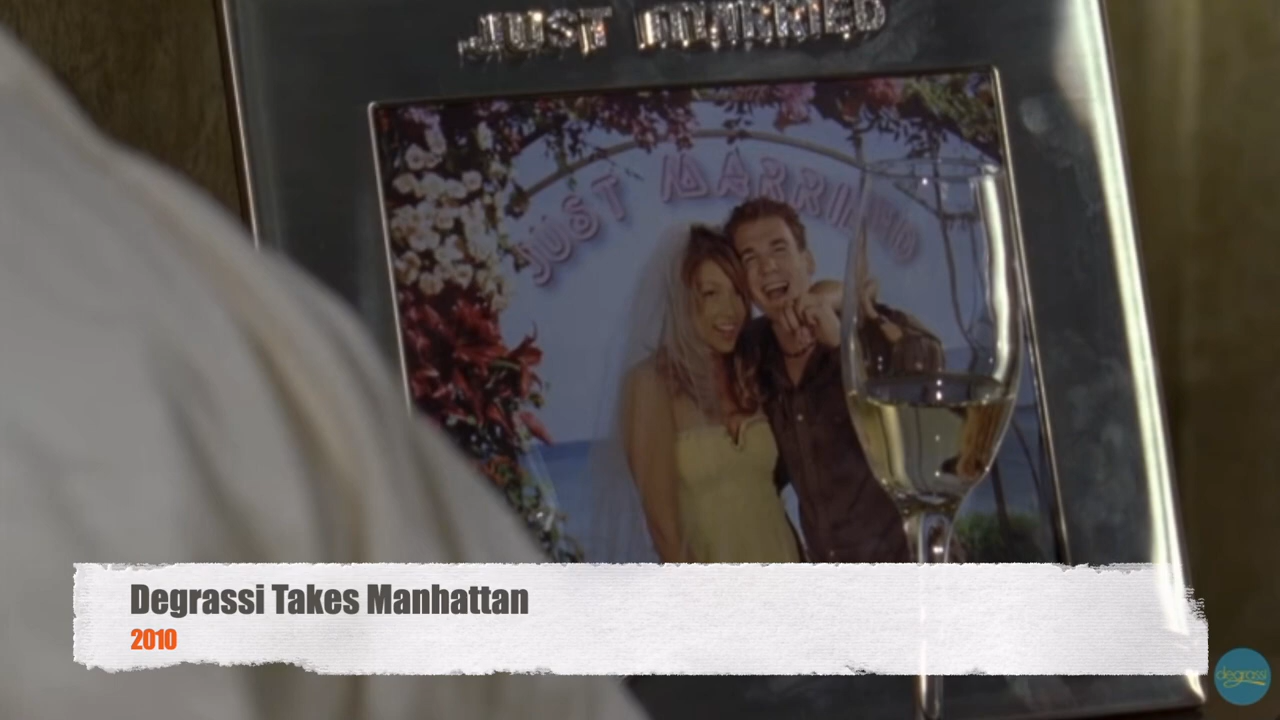 JUST MARRIED
JUST MARRIED
Degrassi Takes Manhattan
2010
degrassi